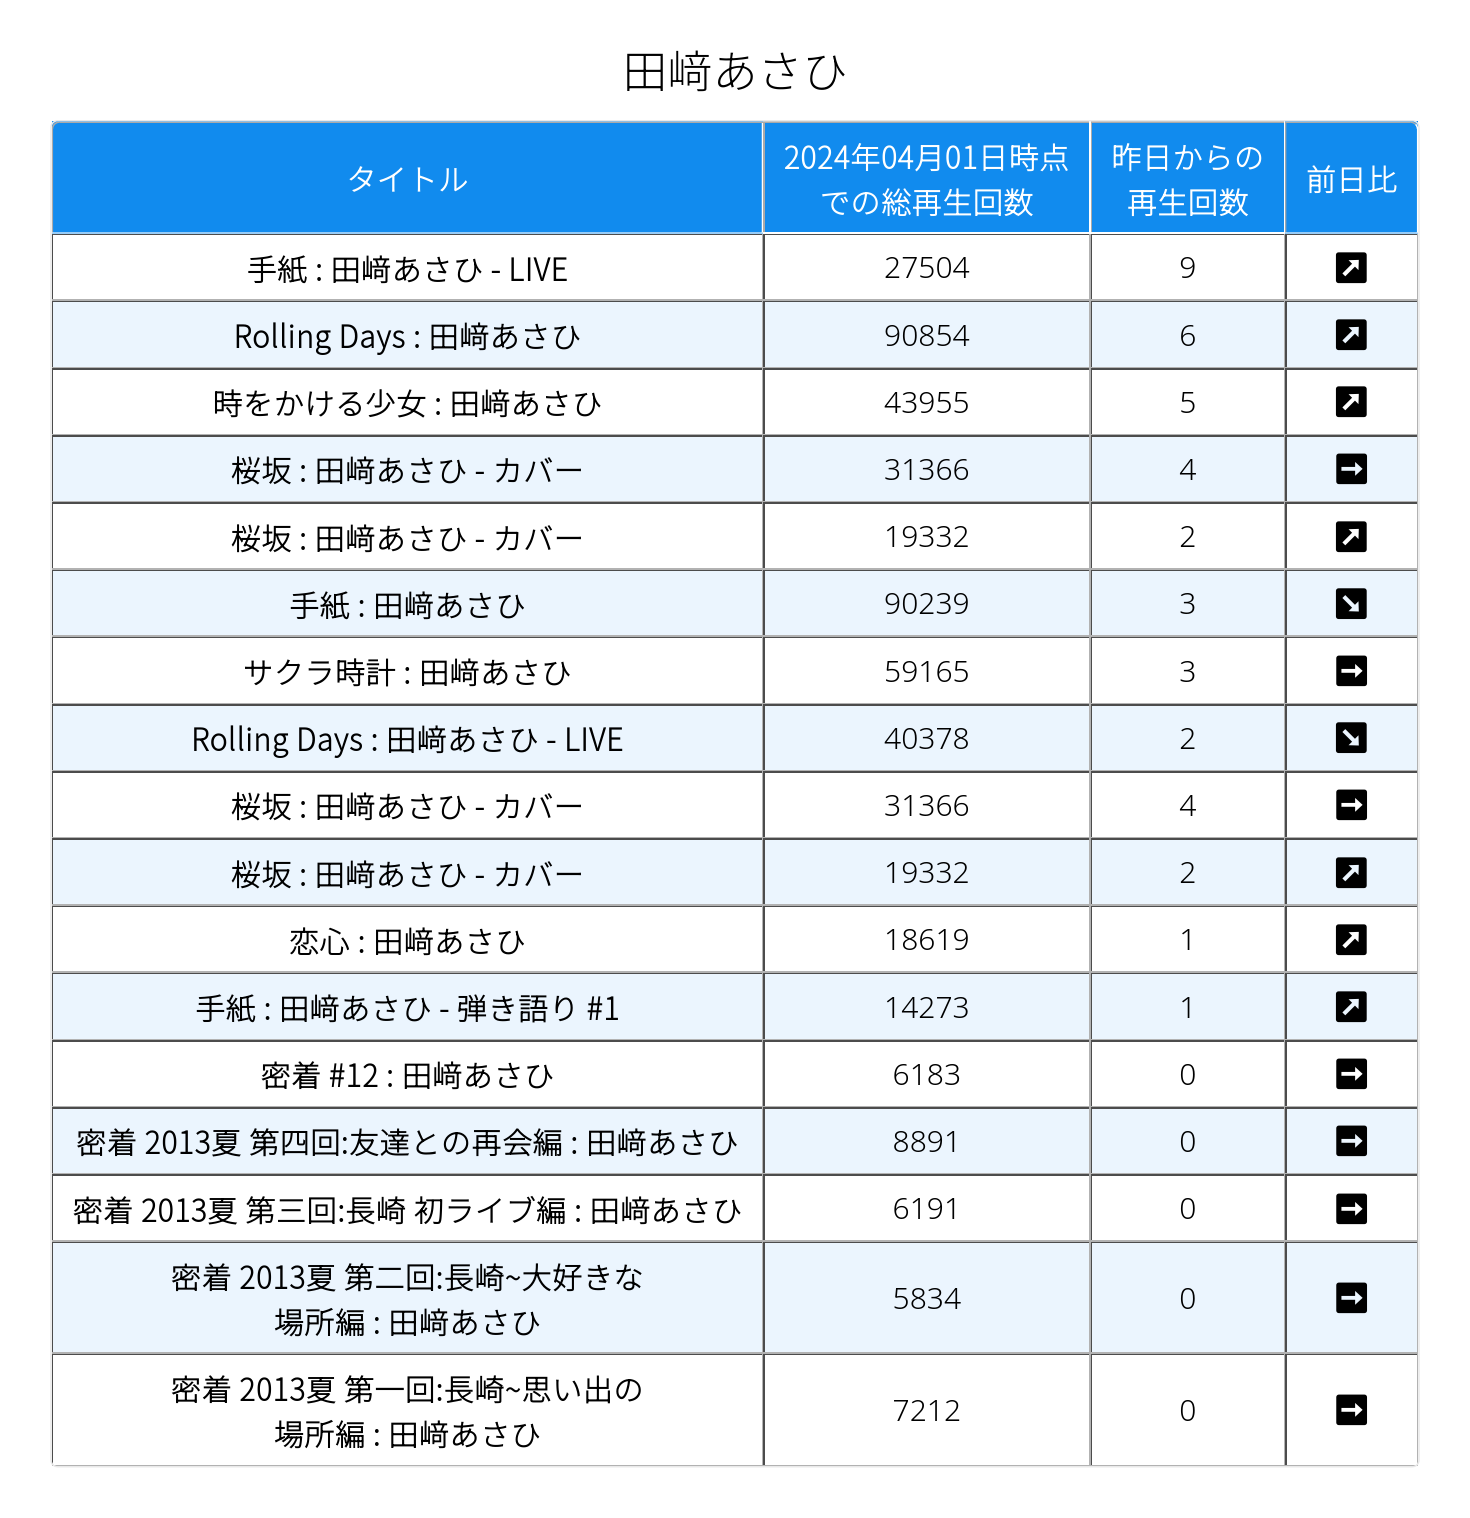 田﨑あさひ
タイトル 2024年04月01日時点 昨日からの 前日比
での総再生回数 再生回数
手紙 : 田﨑あさひ - LIVE 27504 9
Rolling Days : 田﨑あさひ 90854 6
時をかける少女 : 田﨑あさひ 43955 5
桜坂 : 田﨑あさひ - カバー 31366 4
桜坂 : 田﨑あさひ - カバー 19332 2
手紙 : 田﨑あさひ 90239 3
サクラ時計 : 田﨑あさひ 59165 3
Rolling Days : 田﨑あさひ - LIVE 40378 2
桜坂 : 田﨑あさひ - カバー 31366 4
桜坂 : 田﨑あさひ - カバー 19332 2
恋心 : 田﨑あさひ 18619 1
手紙 : 田﨑あさひ - 弾き語り #1 14273 1
密着 #12 : 田﨑あさひ 6183 0
密着 2013夏 第四回:友達との再会編 : 田﨑あさひ 8891 0
密着 2013夏 第三回:長崎 初ライブ編 : 田﨑あさひ 6191 0
密着 2013夏 第二回:長崎~大好きな
場所編 : 田﨑あさひ 5834 0
密着 2013夏 第一回:長崎~思い出の
場所編 : 田﨑あさひ 7212 0